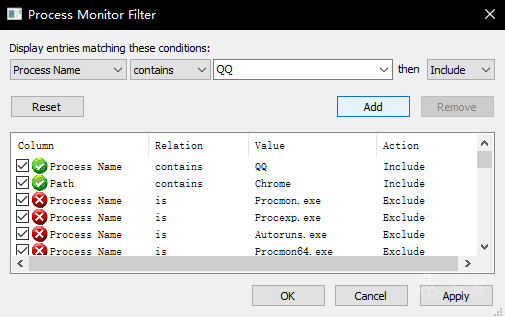 Process Monitor Filter
Display entries matching these conditions:
Process Name contains QQ then Include
Reset Add Remove
Column Relation Value Action
Process Name contains QQ Include
Path contains Chrome Include
Process Name is Procmon.exe Exclude
Process Name is Procexp.exe Exclude
Process Name is Autoruns.exe Exclude
Process Name is Procmon64.exe Exclude
OK Cancel Apply